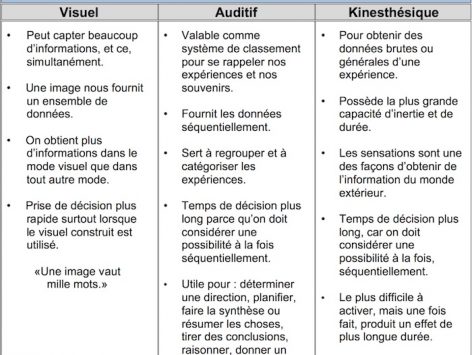 Visuel
• Peut capter beaucoup
d'informations, et ce,
simultanément.
• Une image nous fournit
un ensemble de
données.
• On obtient plus
d'informations dans le
mode visuel que dans
tout autre mode.
• Prise de décision plus
rapide surtout lorsque
le visuel construit est
utilisé.
«Une image vaut
mille mots.»
Auditif
• Valable comme
système de classement
pour se rappeler nos
expériences et nos
souvenirs.
• Fournit les données
séquentiellement.
• Sert à regrouper et à
catégoriser les
expériences.
• Temps de décision plus
long parce qu'on doit
considérer une
possibilité à la fois
séquentiellement.
• Utile pour : déterminer
une direction, planifier,
faire la synthèse ou
résumer les choses,
tirer des conclusions,
raisonner, donner un
Kinesthésique
• Pour obtenir des
données brutes ou
générales d'une
expérience.
• Possède la plus grande
capacité d'inertie et de
durée.
• Les sensations sont une
des façons d'obtenir de
l'information du monde
extérieur.
• Temps de décision plus
long, car on doit
considérer une
possibilité à la fois,
séquentiellement.
• Le plus difficile à
activer, mais une fois
fait, produit un effet de
plus longue durée.